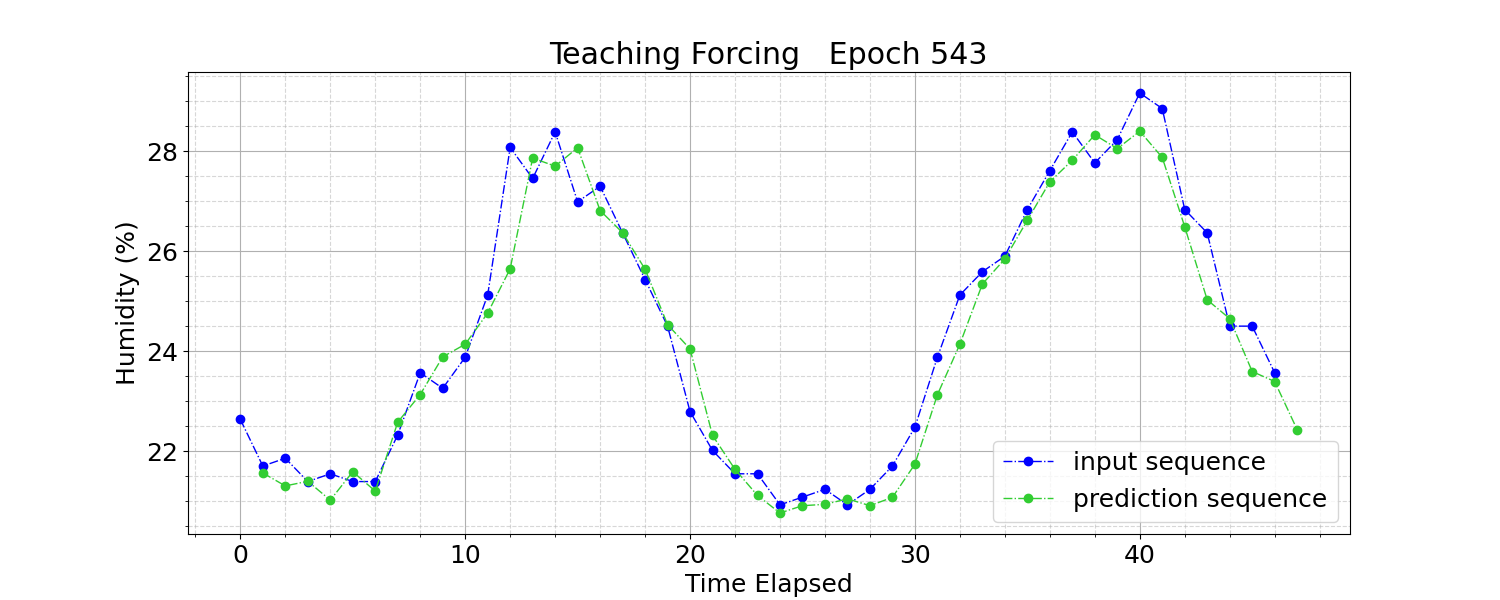 Teaching Forcing   Epoch 543
Humidity (%)
28
26
24
22
input sequence
prediction sequence
0 10 20 30 40
Time Elapsed